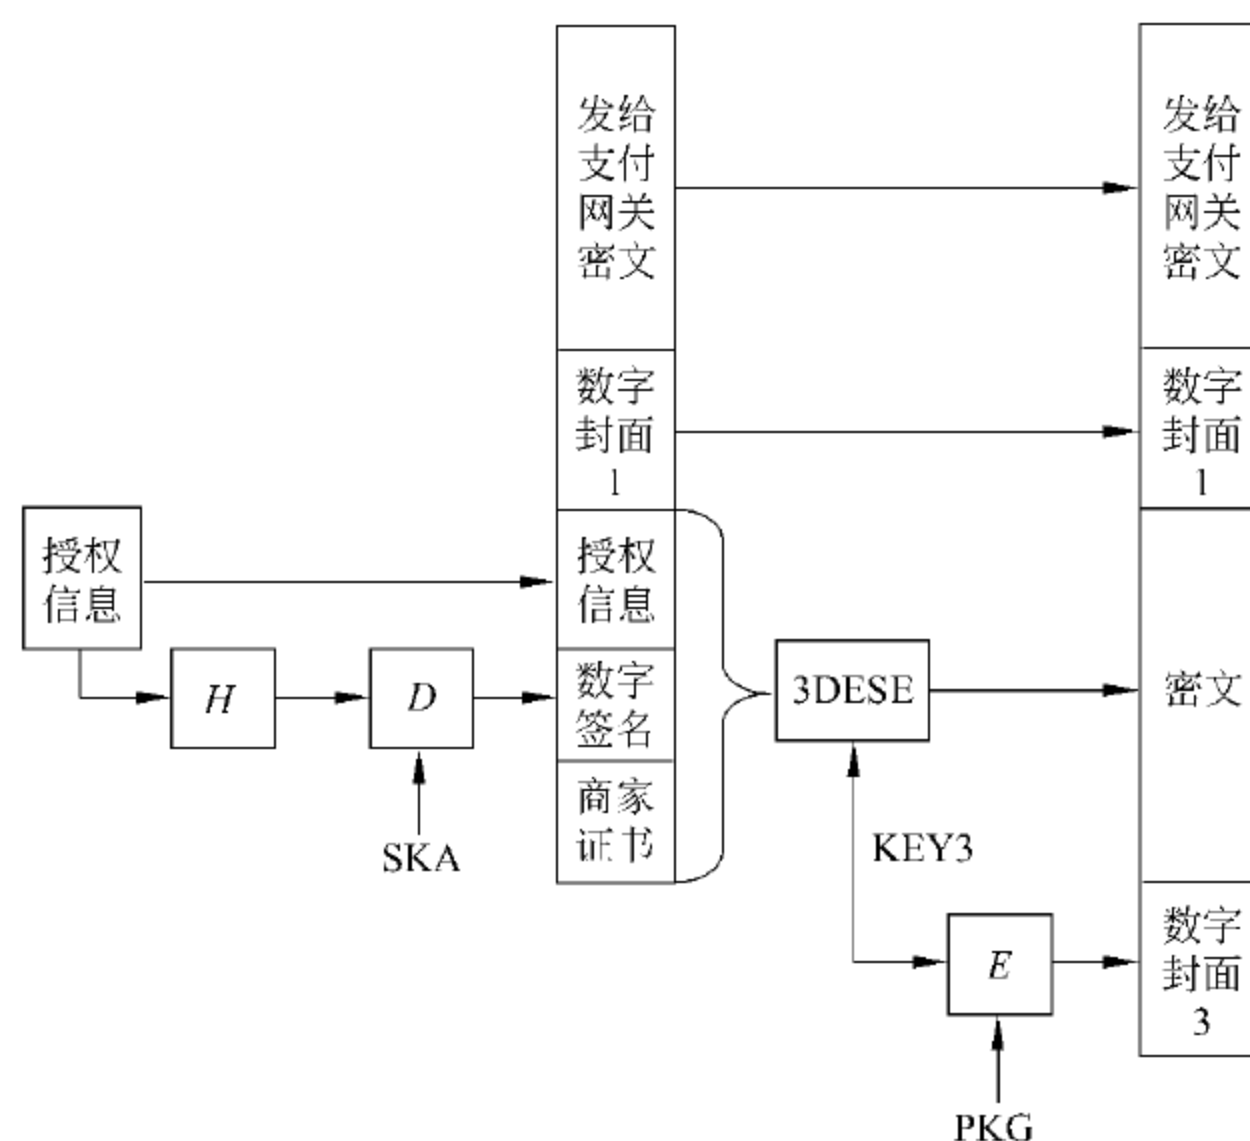 发给
支付
网关
密文
数字
封面
1
授权
信息
数字
签名
商家
证书
授权
信息
H
D
SKA
3DESE
KEY3
E
PKG
发给
支付
网关
密文
数字
封面
1
密文
数字
封面
3